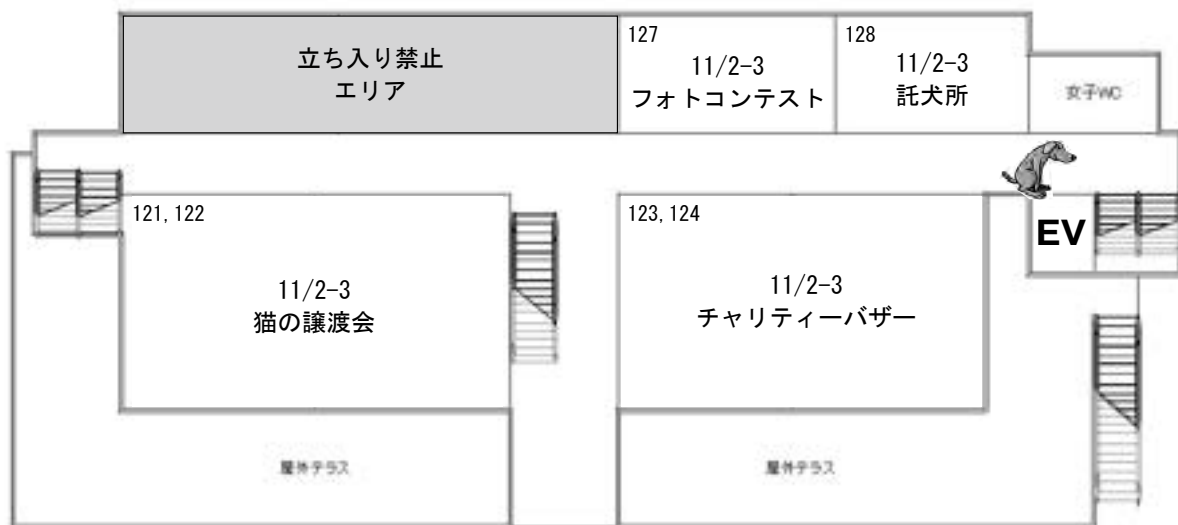 立ち入り禁止
エリア
127
11/2-3
フォトコンテスト
128
11/2-3
託犬所
女子WC
121, 122
11/2-3
猫の譲渡会
123, 124
11/2-3
チャリティーバザー
EV
屋外テラス
屋外テラス